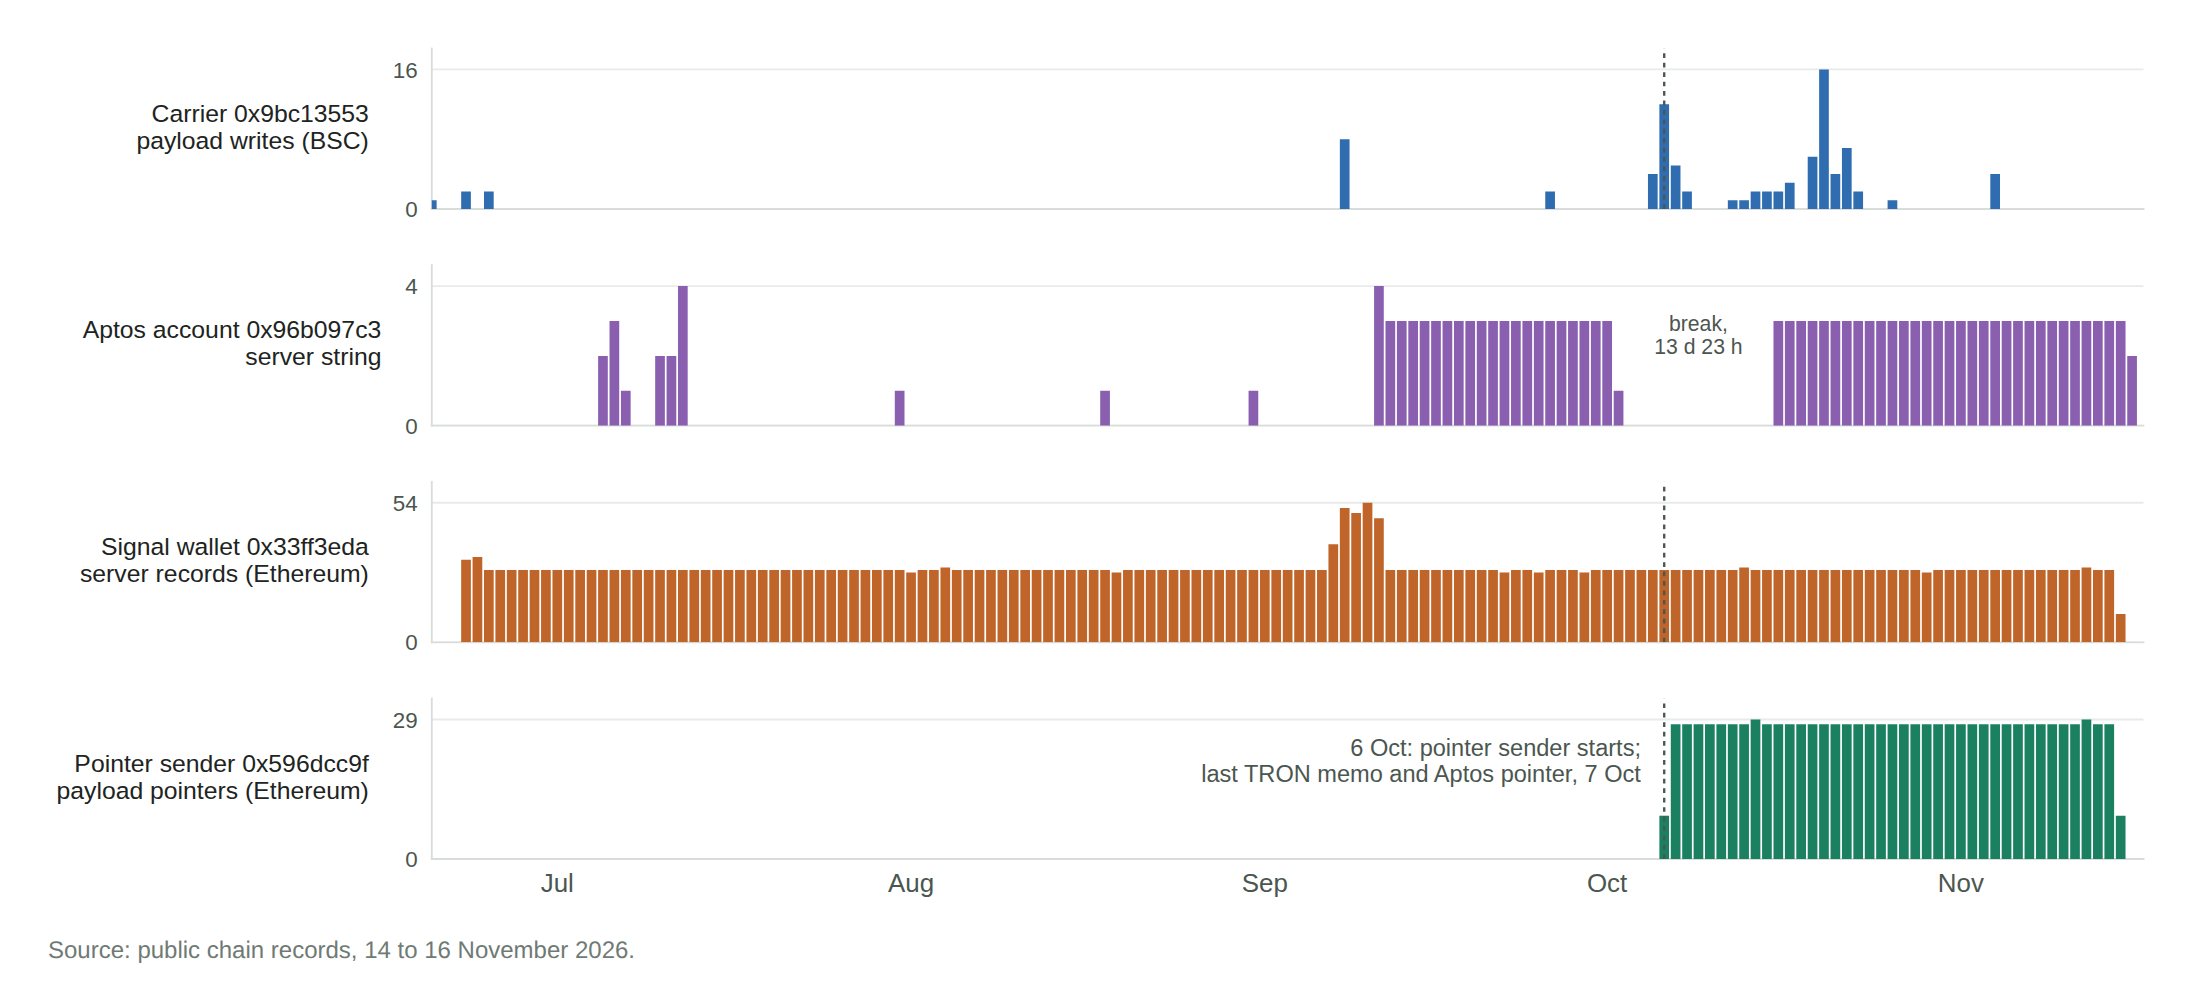 16
Carrier 0x9bc13553
payload writes (BSC)
0
4
Aptos account 0x96b097c3
server string
break,
13 d 23 h
0
54
Signal wallet 0x33ff3eda
server records (Ethereum)
0
29
Pointer sender 0x596dcc9f
payload pointers (Ethereum)
6 Oct: pointer sender starts;
last TRON memo and Aptos pointer, 7 Oct
0
Jul Aug Sep Oct Nov
Source: public chain records, 14 to 16 November 2026.